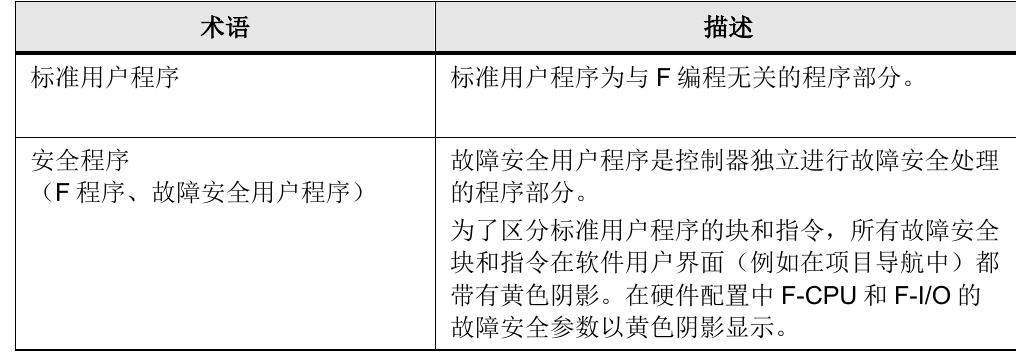 术语
描述
标准用户程序
标准用户程序为与 F 编程无关的程序部分。
安全程序
（F 程序、故障安全用户程序）
故障安全用户程序是控制器独立进行故障安全处理
的程序部分。
为了区分标准用户程序的块和指令，所有故障安全
块和指令在软件用户界面（例如在项目导航中）都
带有黄色阴影。在硬件配置中 F-CPU 和 F-I/O 的
故障安全参数以黄色阴影显示。